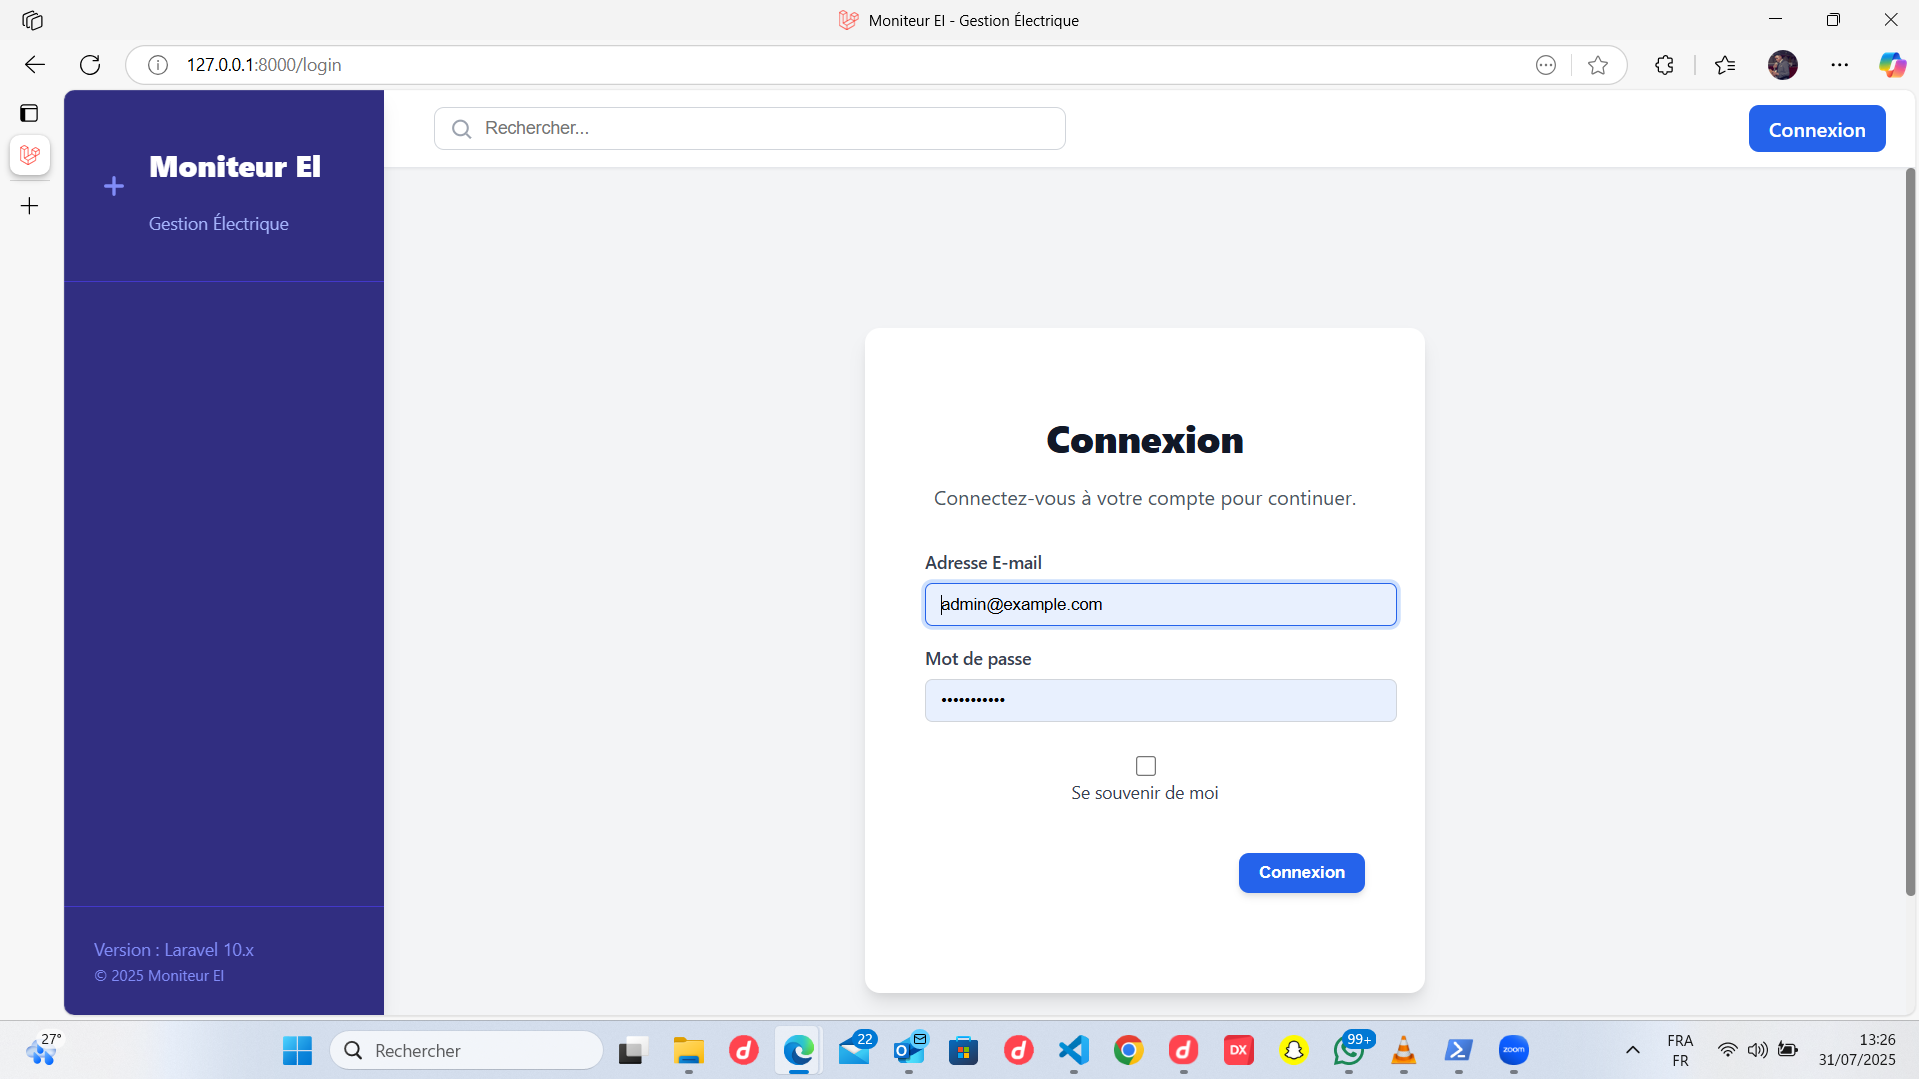 Moniteur El - Gestion Électrique
127.0.0.1:8000/login
Moniteur El
Gestion Électrique
Rechercher...
Connexion
Connexion
Connectez-vous à votre compte pour continuer.
Adresse E-mail
admin@example.com
Mot de passe
•••••••••••
Se souvenir de moi
Connexion
Version : Laravel 10.x
© 2025 Moniteur El
27°
Rechercher
22
DX
99+
zoom
FRA
FR
13:26
31/07/2025